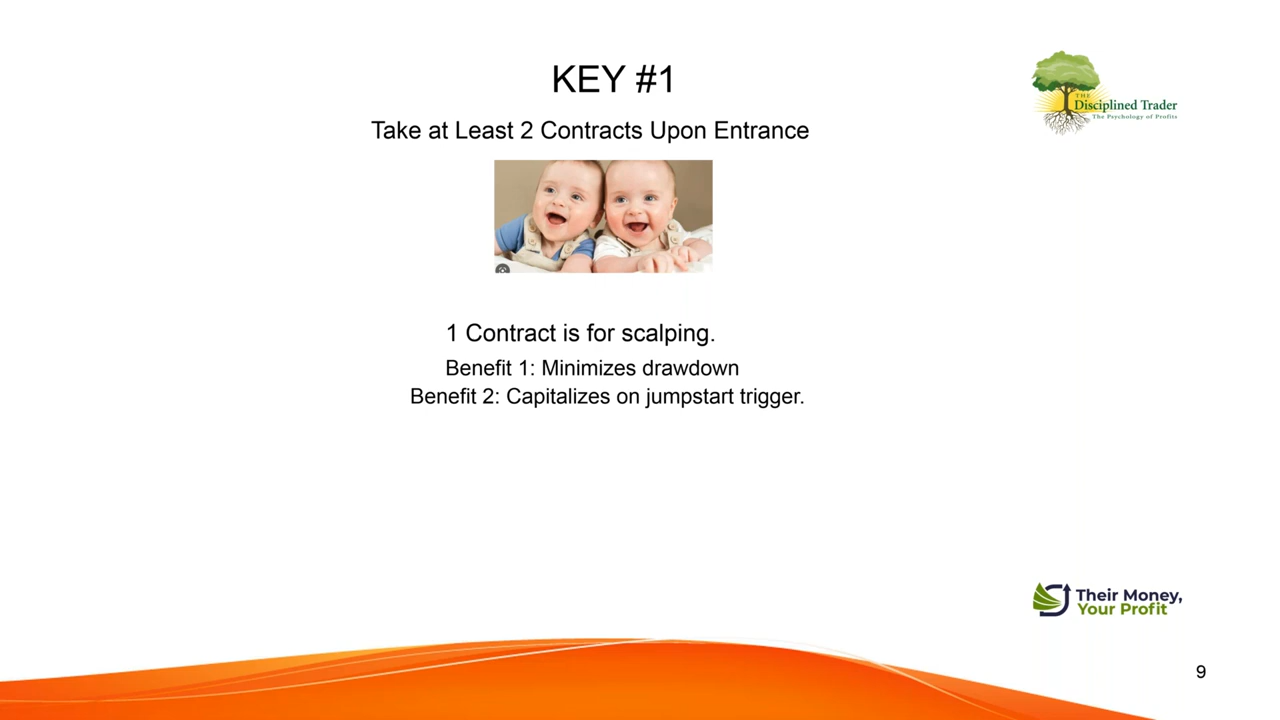 KEY #1
THE
Disciplined Trader
The Psychology of Profits
Take at Least 2 Contracts Upon Entrance
1 Contract is for scalping.
Benefit 1: Minimizes drawdown
Benefit 2: Capitalizes on jumpstart trigger.
Their Money,
Your Profit
9